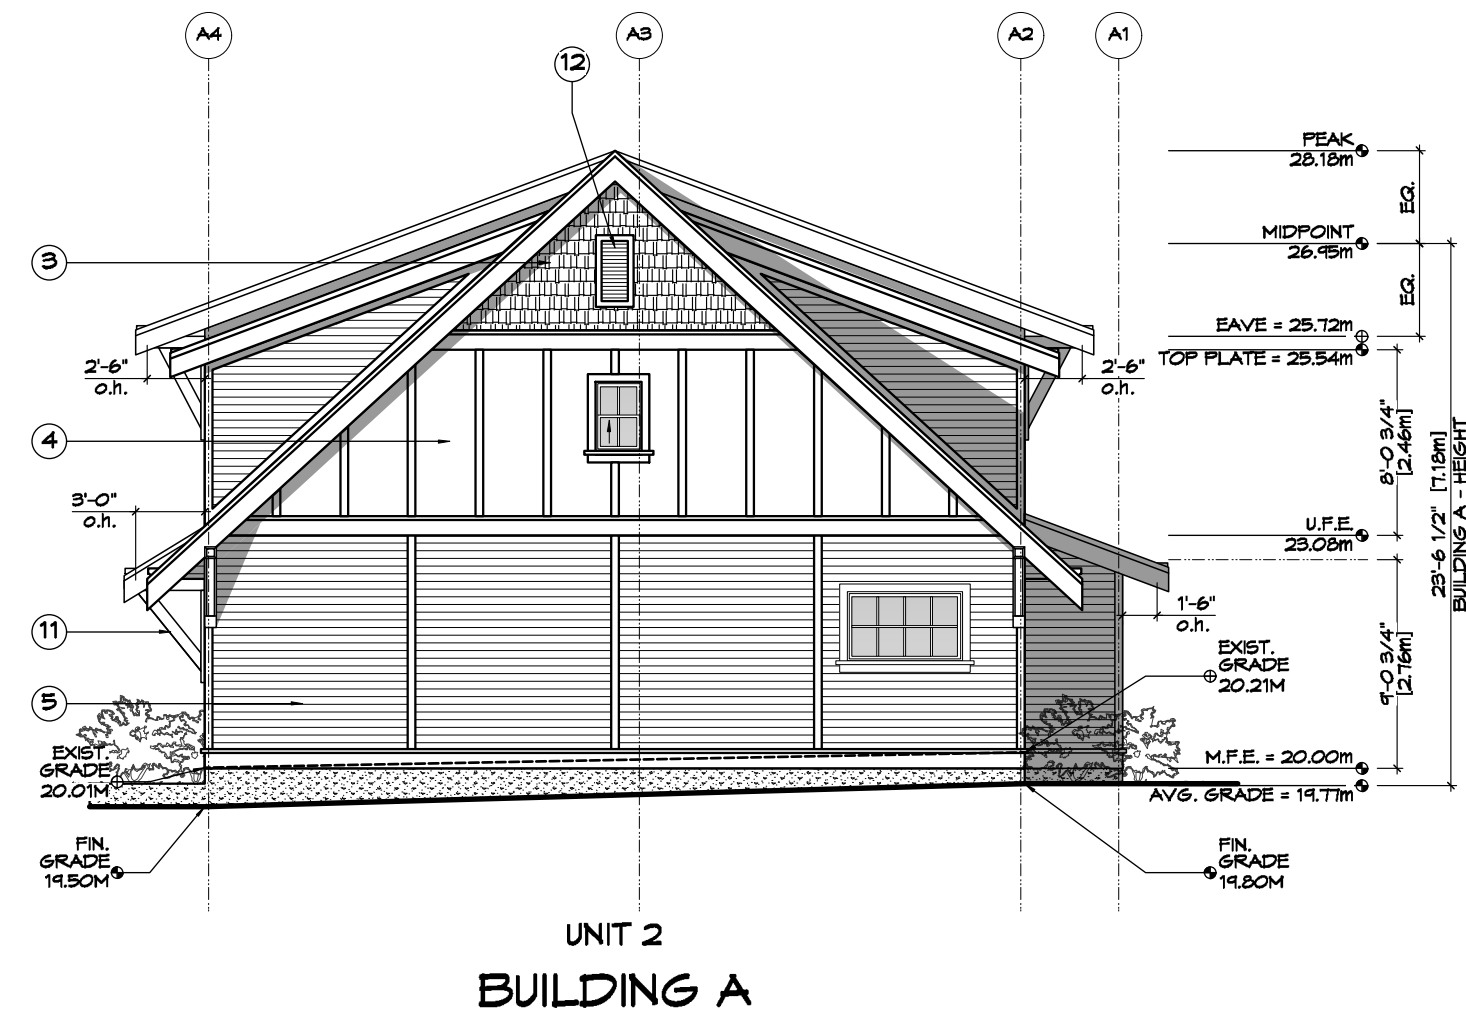 A4
A3
A2
A1
12
PEAK
28.18m
EQ.
MIDPOINT
26.95m
3
EQ.
EAVE = 25.72m
TOP PLATE = 25.54m
2'-6"
o.h.
2'-6"
o.h.
4
8'-0 3/4"
[2.46m]
3'-0"
o.h.
U.F.E.
23.08m
23'-6 1/2" [7.18m]
BUILDING A - HEIGHT
1'-6"
o.h.
11
EXIST.
GRADE
20.21M
9'-0 3/4"
[2.76m]
5
EXIST.
GRADE
20.01M
M.F.E. = 20.00m
AVG. GRADE = 19.77m
FIN.
GRADE
19.50M
FIN.
GRADE
19.80M
UNIT 2
BUILDING A